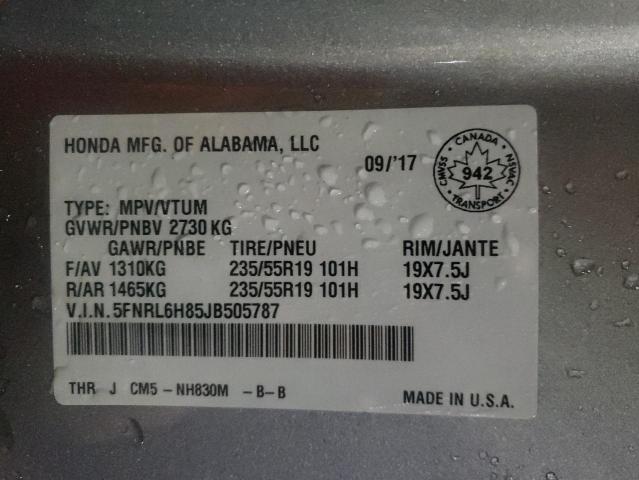 HONDA MFG. OF ALABAMA, LLC
09/'17
CANADA
CMVSS
942
NSVAC
TRANSPORT
TYPE: MPV/VTUM
GVWR/PNBV 2730 KG
GAWR/PNBE TIRE/PNEU RIM/JANTE
F/AV 1310KG 235/55R19 101H 19X7.5J
R/AR 1465KG 235/55R19 101H 19X7.5J
V.I.N. 5FNRL6H85JB505787
THR J CM5 - NH830M - B - B MADE IN U.S.A.